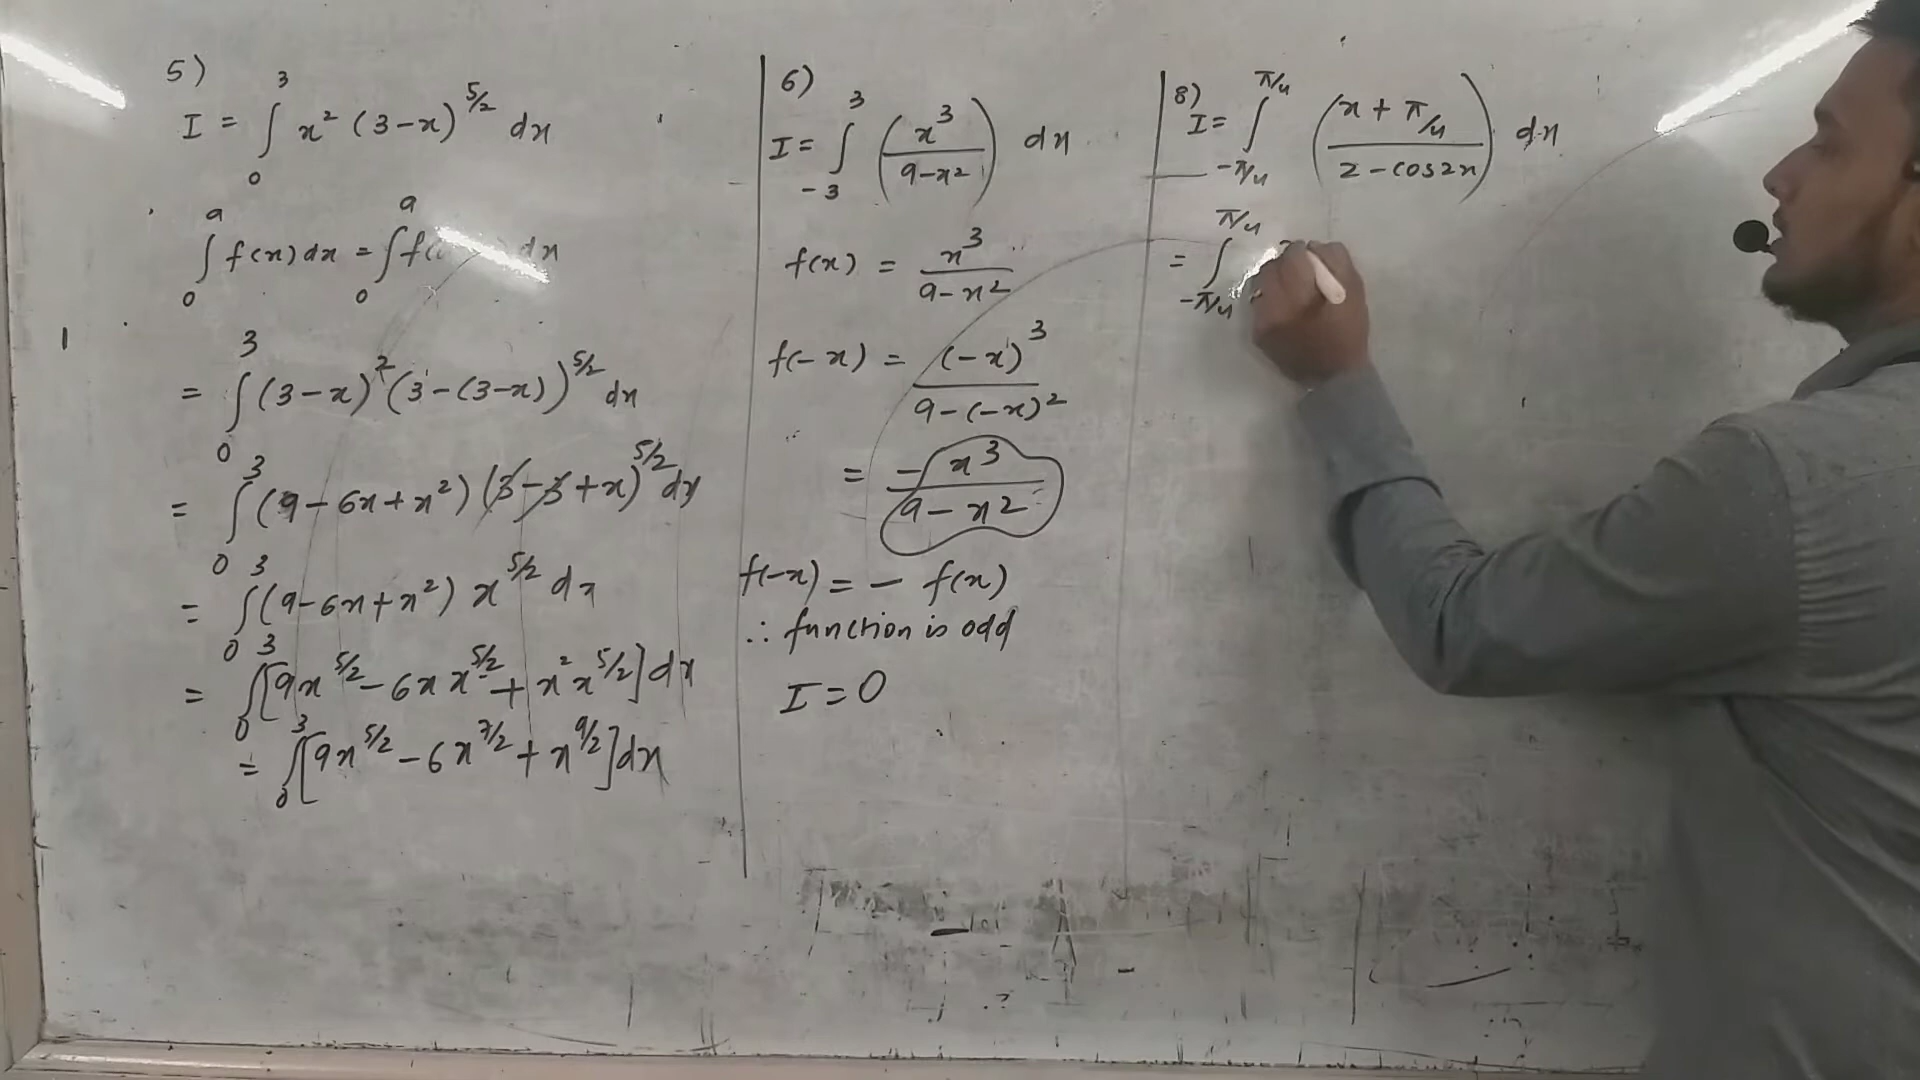 5)
I = ∫₀³ x² (3-x)^5/2 dx
∫₀ᵃ f(x) dx = ∫₀ᵃ f( dx
= ∫₀³ (3-x)² (3-(3-x))^5/2 dx
= ∫₀³ (9-6x+x²) (3-3+x)^5/2 dx
= ∫₀³ (9-6x+x²) x^5/2 dx
= ∫₀³ [9x^5/2 - 6x x^5/2 + x² x^5/2] dx
= ∫₀³ [9x^5/2 - 6x^7/2 + x^9/2] dx
6)
I = ∫₋₃³ (x³/(9-x²)) dx
f(x) = x³/(9-x²)
f(-x) = (-x)³/(9-(-x)²)
= -x³/(9-x²)
f(-x) = - f(x)
∴ function is odd
I = 0
8)
I = ∫_{-π/4}^{π/4} ((x + π/4)/(2-cos2x)) dx
= ∫_{-π/4}^{π/4}